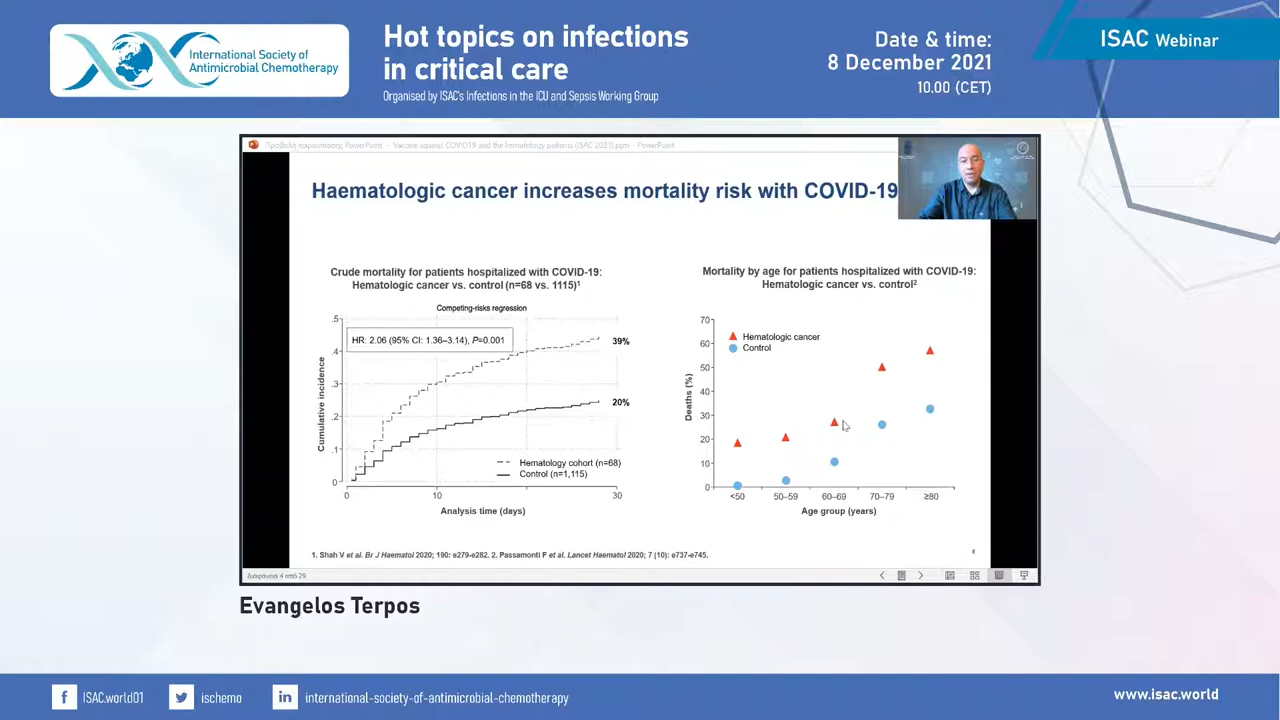 International Society of
Antimicrobial Chemotherapy
Hot topics on infections
in critical care
Organised by ISAC's Infections in the ICU and Sepsis Working Group
Date & time:
8 December 2021
10.00 (CET)
ISAC Webinar
Προβολή παρουσίασης PowerPoint - Vaccine against COVID19 and the hematology patients (ISAC 2021).pptx - PowerPoint
Haematologic cancer increases mortality risk with COVID-19
Crude mortality for patients hospitalized with COVID-19:
Hematologic cancer vs. control (n=68 vs. 1115)¹
Competing-risks regression
HR: 2.06 (95% CI: 1.36–3.14), P=0.001
39%
20%
.5
.4
.3
.2
.1
0
Cumulative incidence
Hematology cohort (n=68)
Control (n=1,115)
0 10 30
Analysis time (days)
Mortality by age for patients hospitalized with COVID-19:
Hematologic cancer vs. control²
Hematologic cancer
Control
70
60
50
40
30
20
10
0
Deaths (%)
<50 50–59 60–69 70–79 ≥80
Age group (years)
1. Shah V et al. Br J Haematol 2020; 190: e279-e282. 2. Passamonti F et al. Lancet Haematol 2020; 7 (10): e737-e745.
4
Διαφάνεια 4 από 29
Evangelos Terpos
ISAC.world01
ischemo
international-society-of-antimicrobial-chemotherapy
www.isac.world